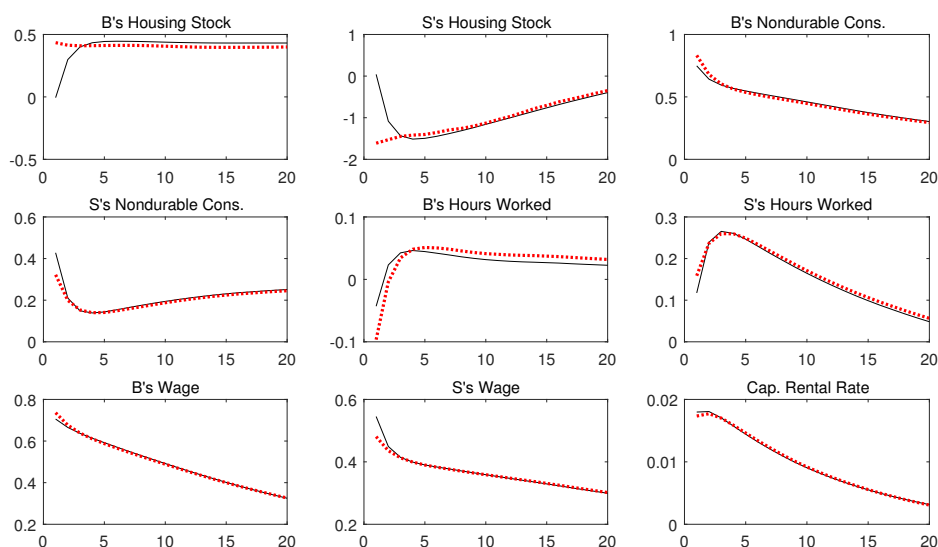 B's Housing Stock
S's Housing Stock
B's Nondurable Cons.
0.5
0
-0.5
0 5 10 15 20
1
0
-1
-2
0 5 10 15 20
1
0.5
0
0 5 10 15 20
S's Nondurable Cons.
B's Hours Worked
S's Hours Worked
0.6
0.4
0.2
0
0 5 10 15 20
0.1
0
-0.1
0 5 10 15 20
0.3
0.2
0.1
0
0 5 10 15 20
B's Wage
S's Wage
Cap. Rental Rate
0.8
0.6
0.4
0.2
0 5 10 15 20
0.6
0.4
0.2
0 5 10 15 20
0.02
0.01
0
0 5 10 15 20